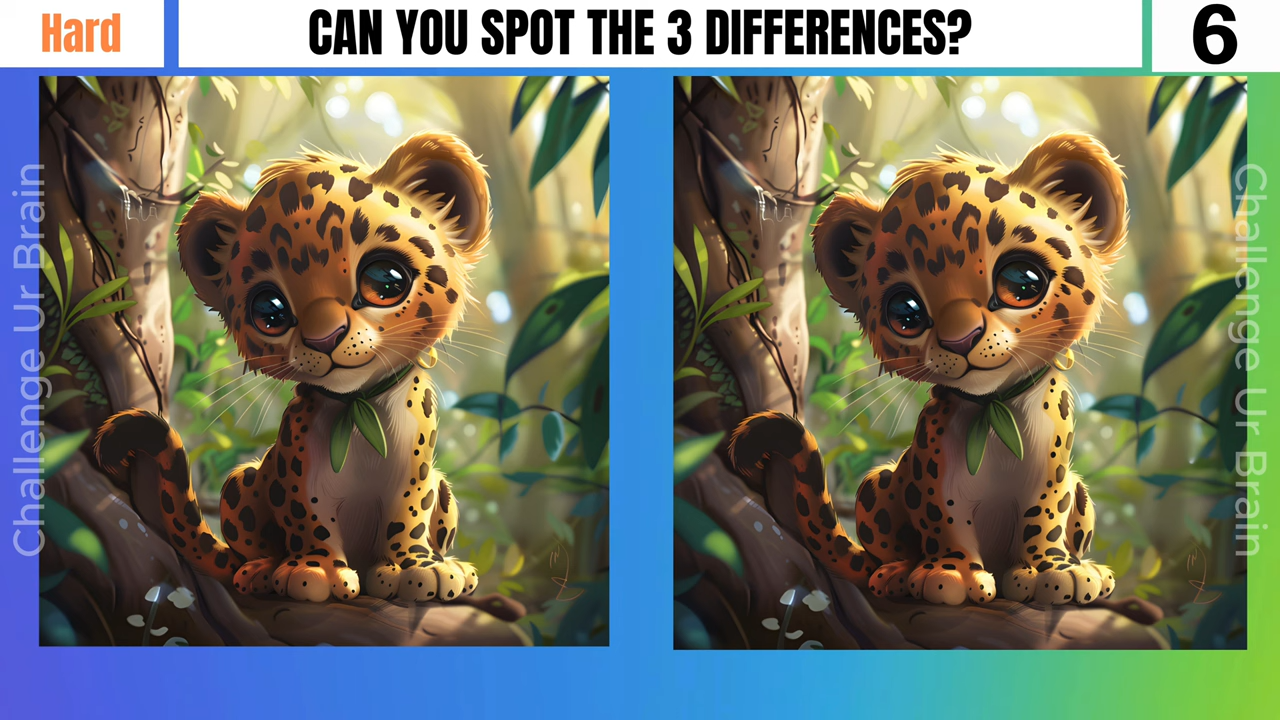 Hard
CAN YOU SPOT THE 3 DIFFERENCES?
6
Challenge Ur Brain
Challenge Ur Brain